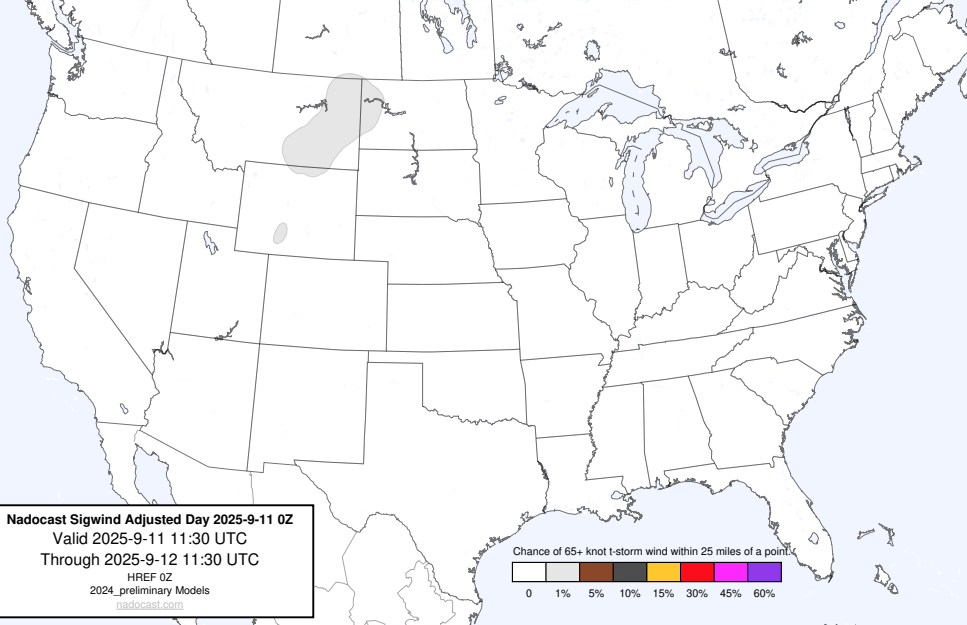 Nadocast Sigwind Adjusted Day 2025-9-11 0Z
Valid 2025-9-11 11:30 UTC
Through 2025-9-12 11:30 UTC
HREF 0Z
2024_preliminary Models
nadocast.com
Chance of 65+ knot t-storm wind within 25 miles of a point.
0 1% 5% 10% 15% 30% 45% 60%